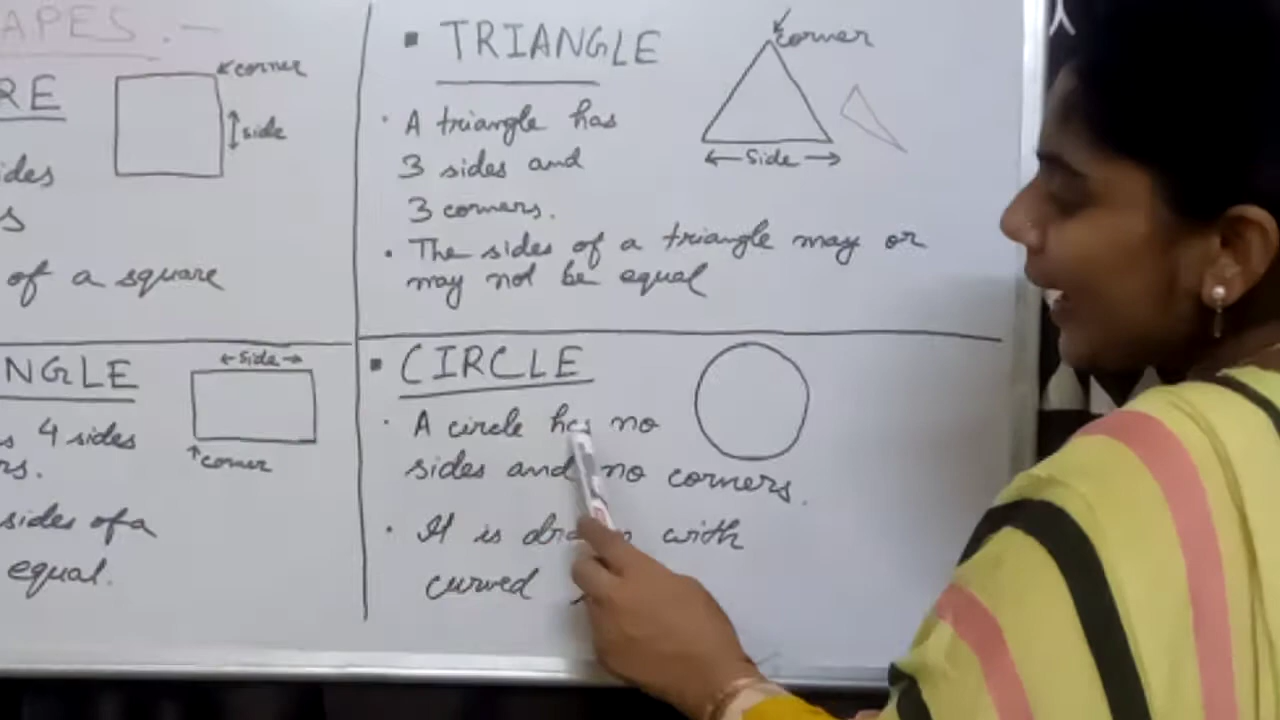 APES :-
RE
corner
side
ides
s
of a square
TRIANGLE
corner
A triangle has
3 sides and
3 corners.
Side
The sides of a triangle may or
may not be equal
NGLE
side
s 4 sides
rs.
corner
sides of a
equal.
CIRCLE
A circle has no
sides and no corners.
It is with
curved